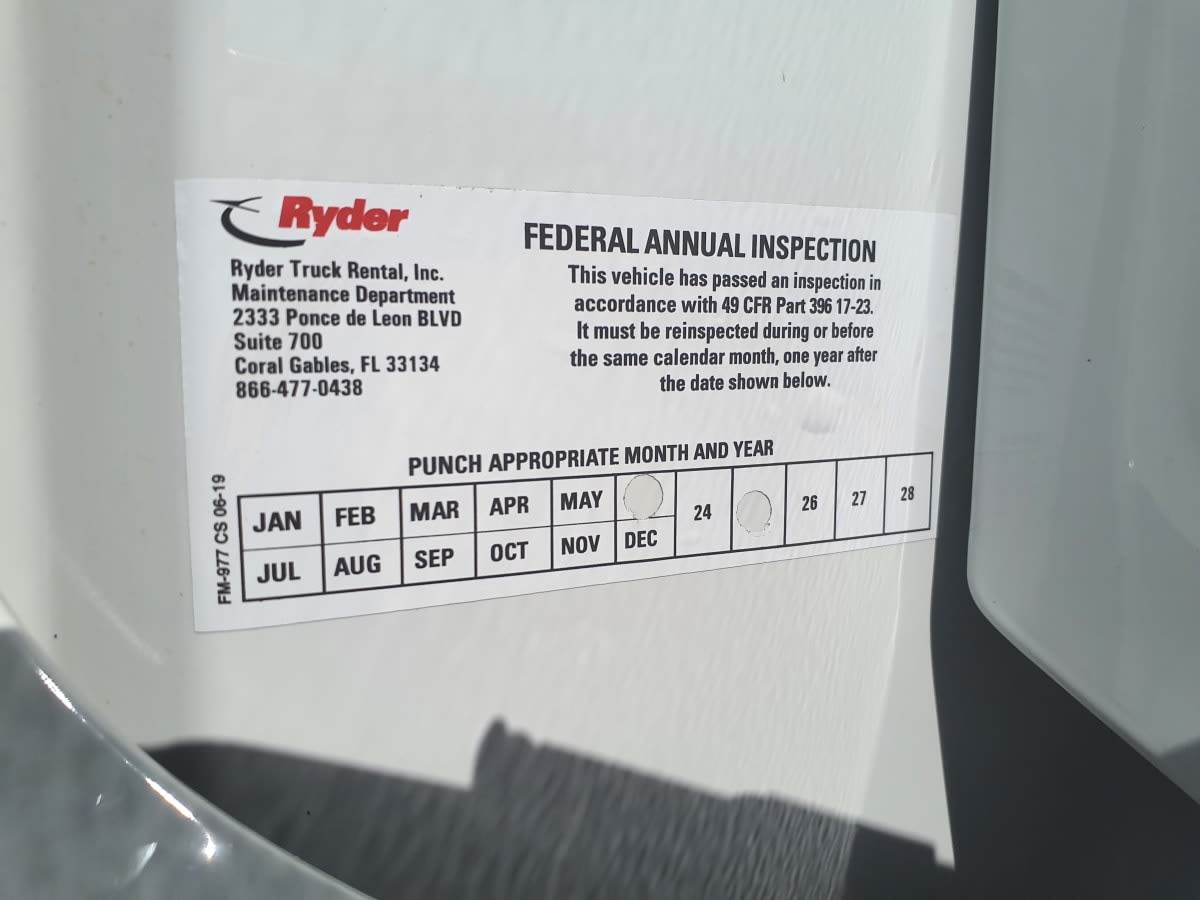 Ryder
Ryder Truck Rental, Inc.
Maintenance Department
2333 Ponce de Leon BLVD
Suite 700
Coral Gables, FL 33134
866-477-0438
FEDERAL ANNUAL INSPECTION
This vehicle has passed an inspection in
accordance with 49 CFR Part 396 17-23.
It must be reinspected during or before
the same calendar month, one year after
the date shown below.
PUNCH APPROPRIATE MONTH AND YEAR
JAN FEB MAR APR MAY 24 26 27 28
JUL AUG SEP OCT NOV DEC
FM-977 CS 06-19